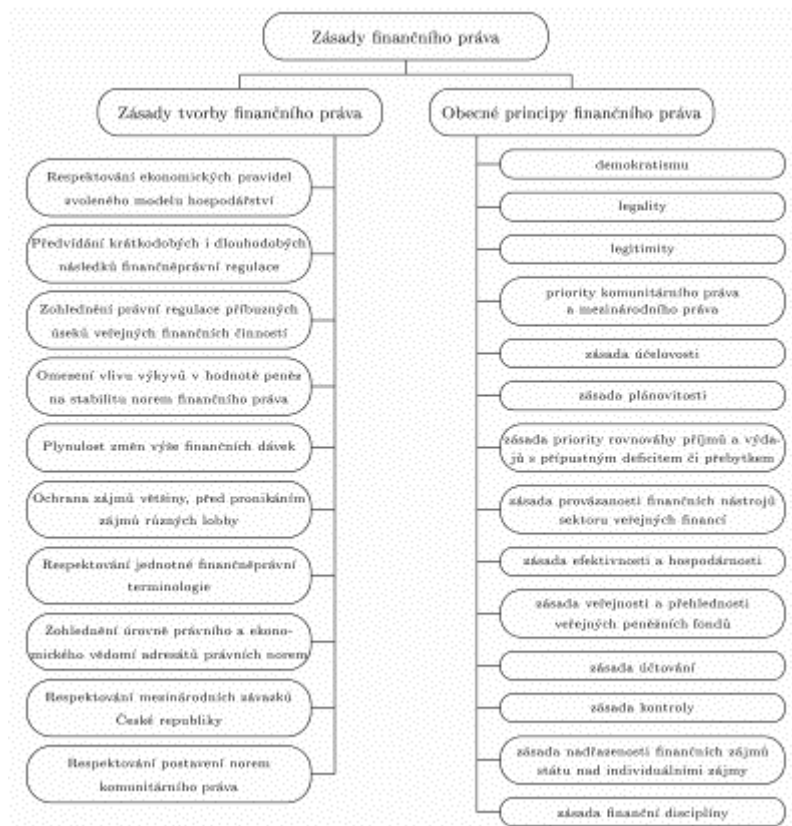 Zásady finančního práva
Zásady tvorby finančního práva
Respektování ekonomických pravidel
zvoleného modelu hospodářství
Předvídání krátkodobých i dlouhodobých
následků finančněprávní regulace
Zohlednění právní regulace příbuzných
úseků veřejných finančních činností
Omezení vlivu výkyvů v hodnotě peněz
na stabilitu norem finančního práva
Plynulost změn výše finančních dávek
Ochrana zájmů většiny, před pronikáním
zájmů různých lobby
Respektování jednotné finančněprávní
terminologie
Zohlednění úrovně právního a ekono-
mického vědomí adresátů právních norem
Respektování mezinárodních závazků
České republiky
Respektování postavení norem
komunitárního práva
Obecné principy finančního práva
demokratismu
legality
legitimity
priority komunitárního práva
a mezinárodního práva
zásada účelovosti
zásada plánovitosti
zásada priority rovnováhy příjmů a výda-
jů s přípustným deficitem či přebytkem
zásada provázanosti finančních nástrojů
sektoru veřejných financí
zásada efektivnosti a hospodárnosti
zásada veřejnosti a přehlednosti
veřejných peněžních fondů
zásada účtování
zásada kontroly
zásada nadřazenosti finančních zájmů
státu nad individuálními zájmy
zásada finanční disciplíny